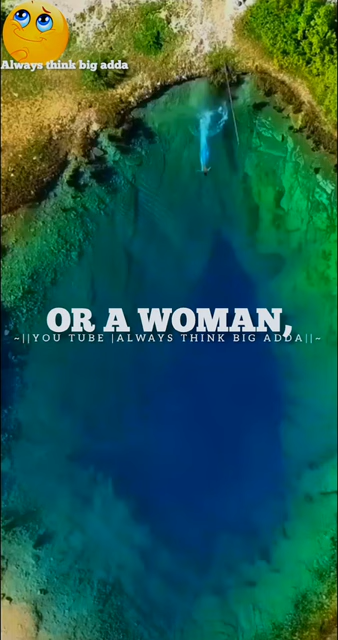 Always think big adda
OR A WOMAN,
~||YOU TUBE |ALWAYS THINK BIG ADDA||~